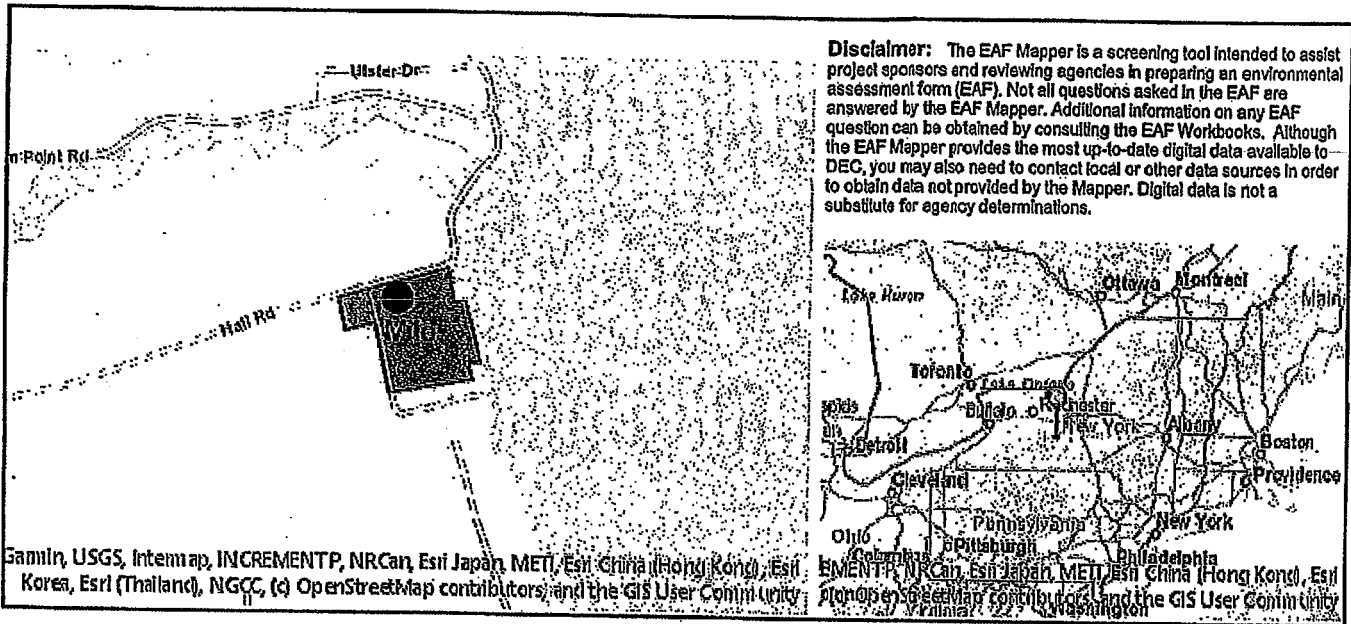 Ulster Dr
m Point Rd
Hall Rd
Garmin, USGS, Intermap, INCREMENT P, NRCan, Esri Japan, METI, Esri China (Hong Kong), Esri
Korea, Esri (Thailand), NGCC, (c) OpenStreetMap contributors, and the GIS User Community
Disclaimer: The EAF Mapper is a screening tool intended to assist
project sponsors and reviewing agencies in preparing an environmental
assessment form (EAF). Not all questions asked in the EAF are
answered by the EAF Mapper. Additional information on any EAF
question can be obtained by consulting the EAF Workbooks. Although
the EAF Mapper provides the most up-to-date digital data available to
DEC, you may also need to contact local or other data sources in order
to obtain data not provided by the Mapper. Digital data is not a
substitute for agency determinations.
Ottawa
Montreal
Lake Huron
Main
Toronto
Lake Ontario
Buffalo
Rochester
New York
Albany
Detroit
Boston
Providence
Cleveland
Pennsylvania
New York
Ohio
Columbus
Pittsburgh
Philadelphia
EMENT P, NRCan, Esri Japan, METI, Esri China (Hong Kong), Esri
OpenStreetMap contributors, and the GIS User Community
Virginia
Washington